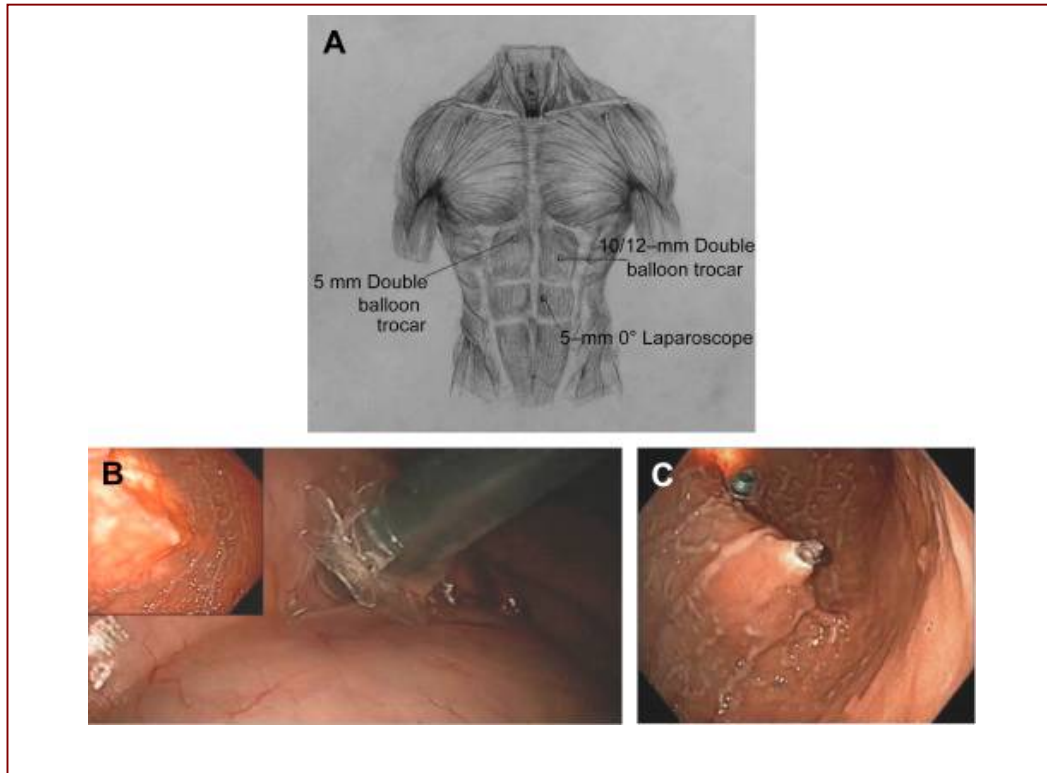 A
10/12–mm Double
balloon trocar
5 mm Double
balloon
trocar
5–mm 0° Laparoscope
B
C